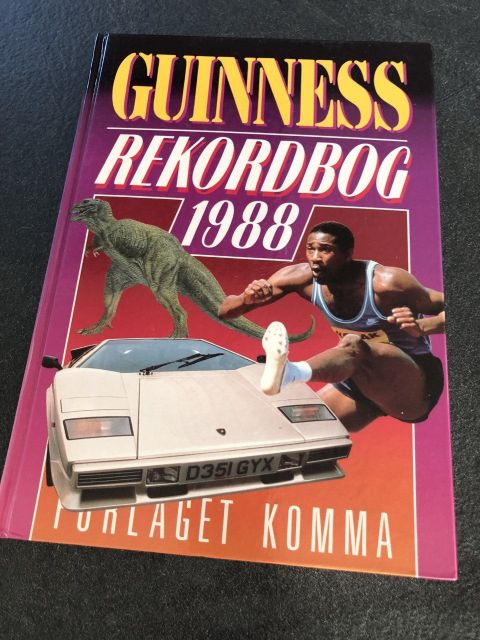 GUINNESS
REKORDBOG
1988
D351 GYX
FORLAGET KOMMA